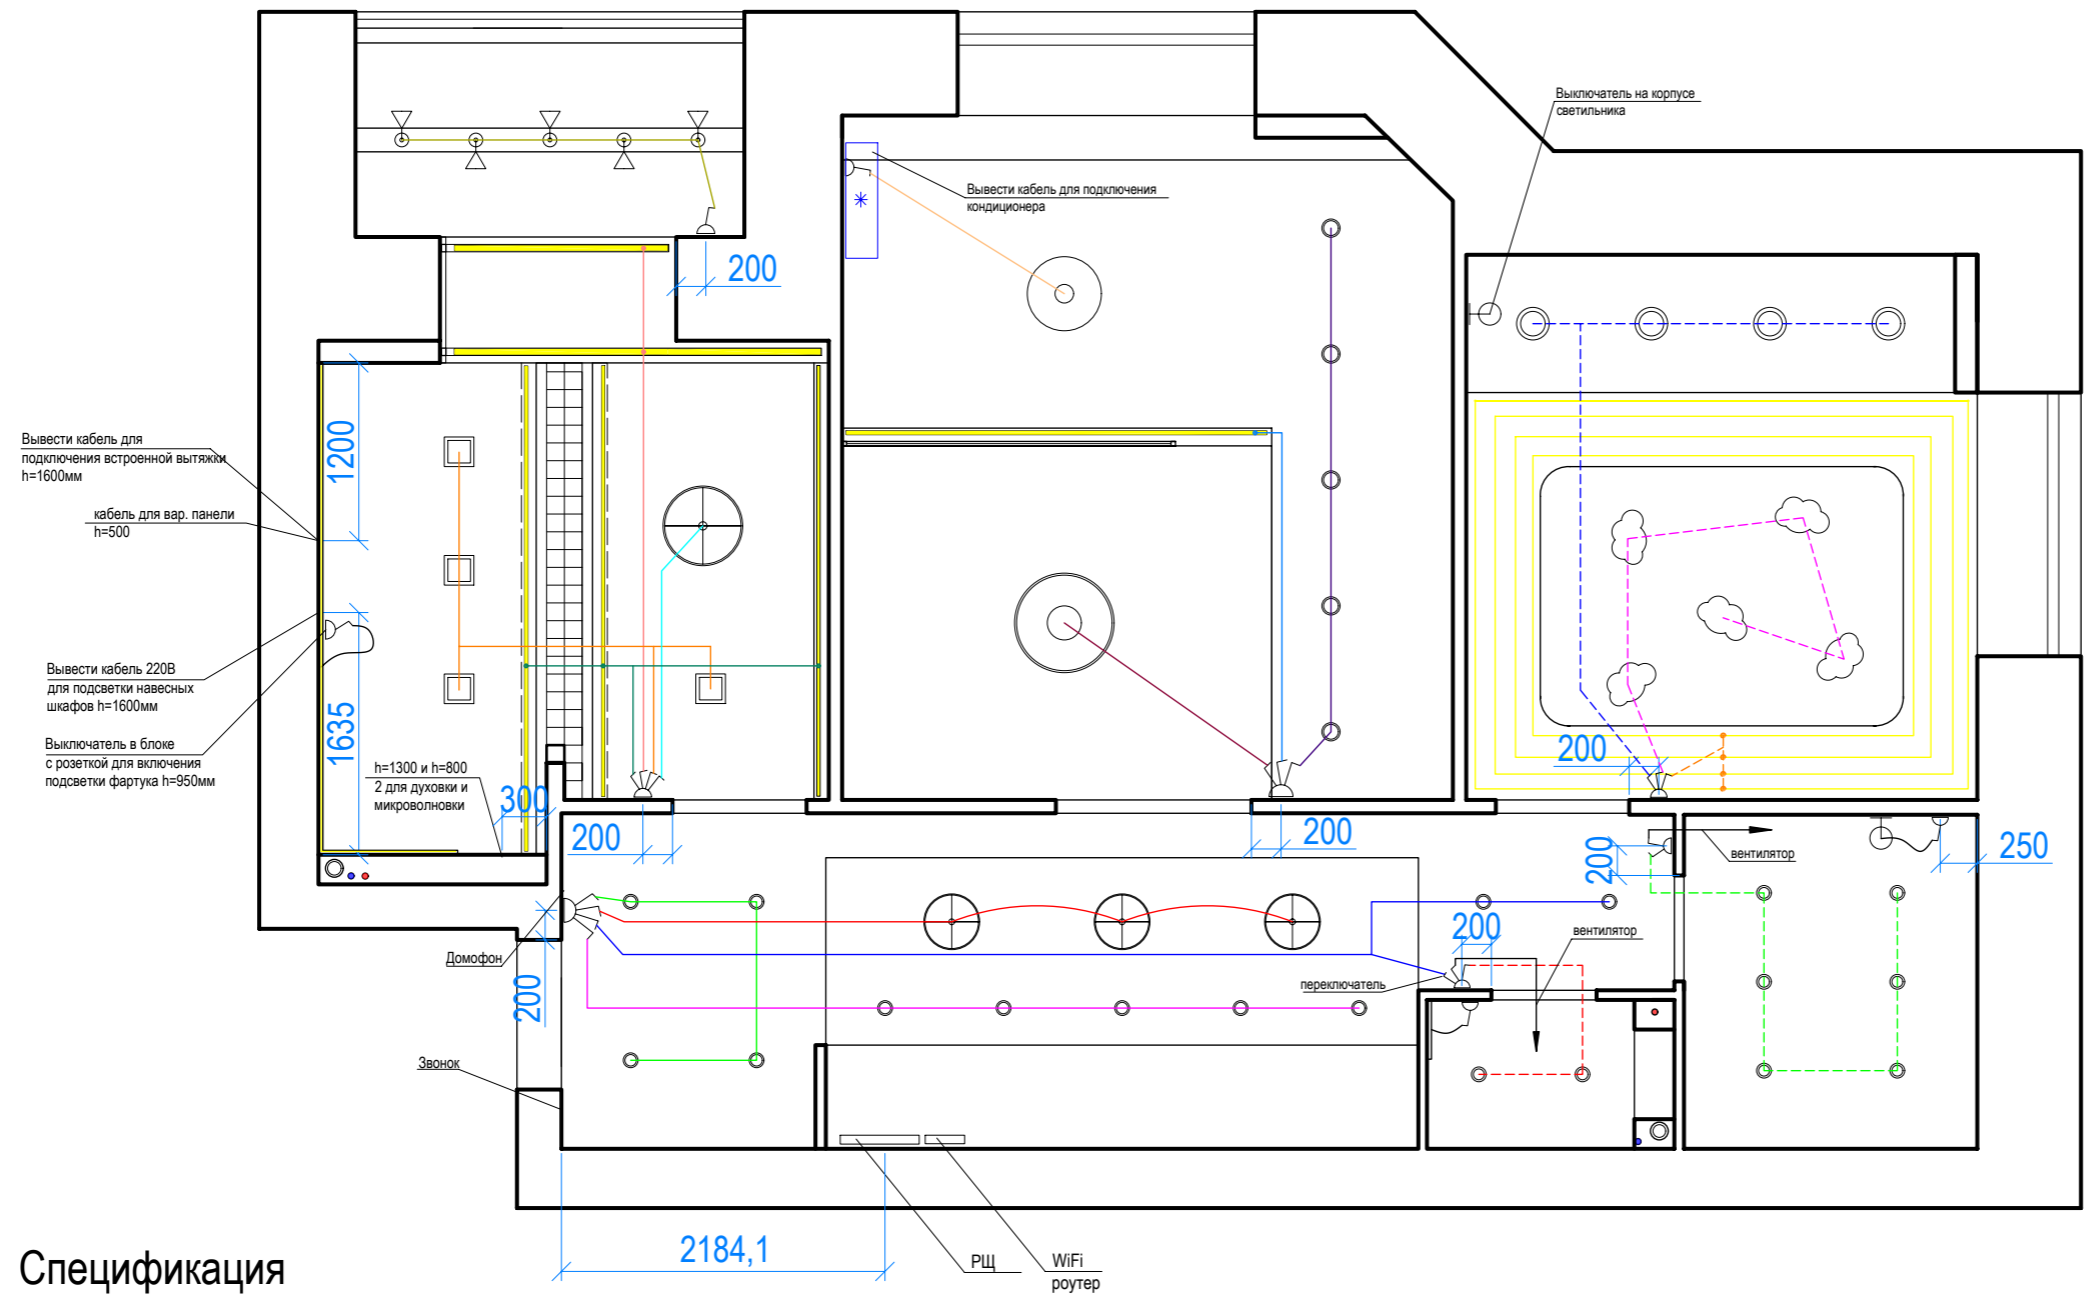 Выключатель на корпусе
светильника
Вывести кабель для подключения
кондиционера
200
Вывести кабель для
подключения встроенной вытяжки
h=1600мм
1200
кабель для вар. панели
h=500
Вывести кабель 220В
для подсветки навесных
шкафов h=1600мм
1635
Выключатель в блоке
с розеткой для включения
подсветки фартука h=950мм
h=1300 и h=800
2 для духовки и
микроволновки
300
200
200
200
200
вентилятор
250
200
вентилятор
Домофон
200
переключатель
Звонок
2184,1
РЩ
WiFi
роутер
Спецификация